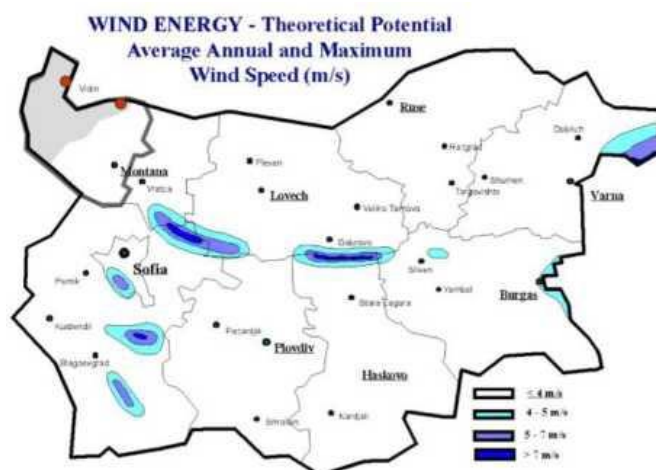 WIND ENERGY - Theoretical Potential
Average Annual and Maximum
Wind Speed (m/s)
Vidin
Ruse
Dobrich
Razgrad
Montana
Pleven
Shumen
Vratca
Lovech
Targovishte
Varna
Veliko Tarnovo
Gabrovo
Sofia
Sliven
Pernik
Yambol
Burgas
Stara Zagora
Kustendil
Pazardjik
Plovdiv
Blagoevgrad
Haskovo
≤ 4 m/s
4 - 5 m/s
Smolian
Kardjali
5 - 7 m/s
> 7 m/s